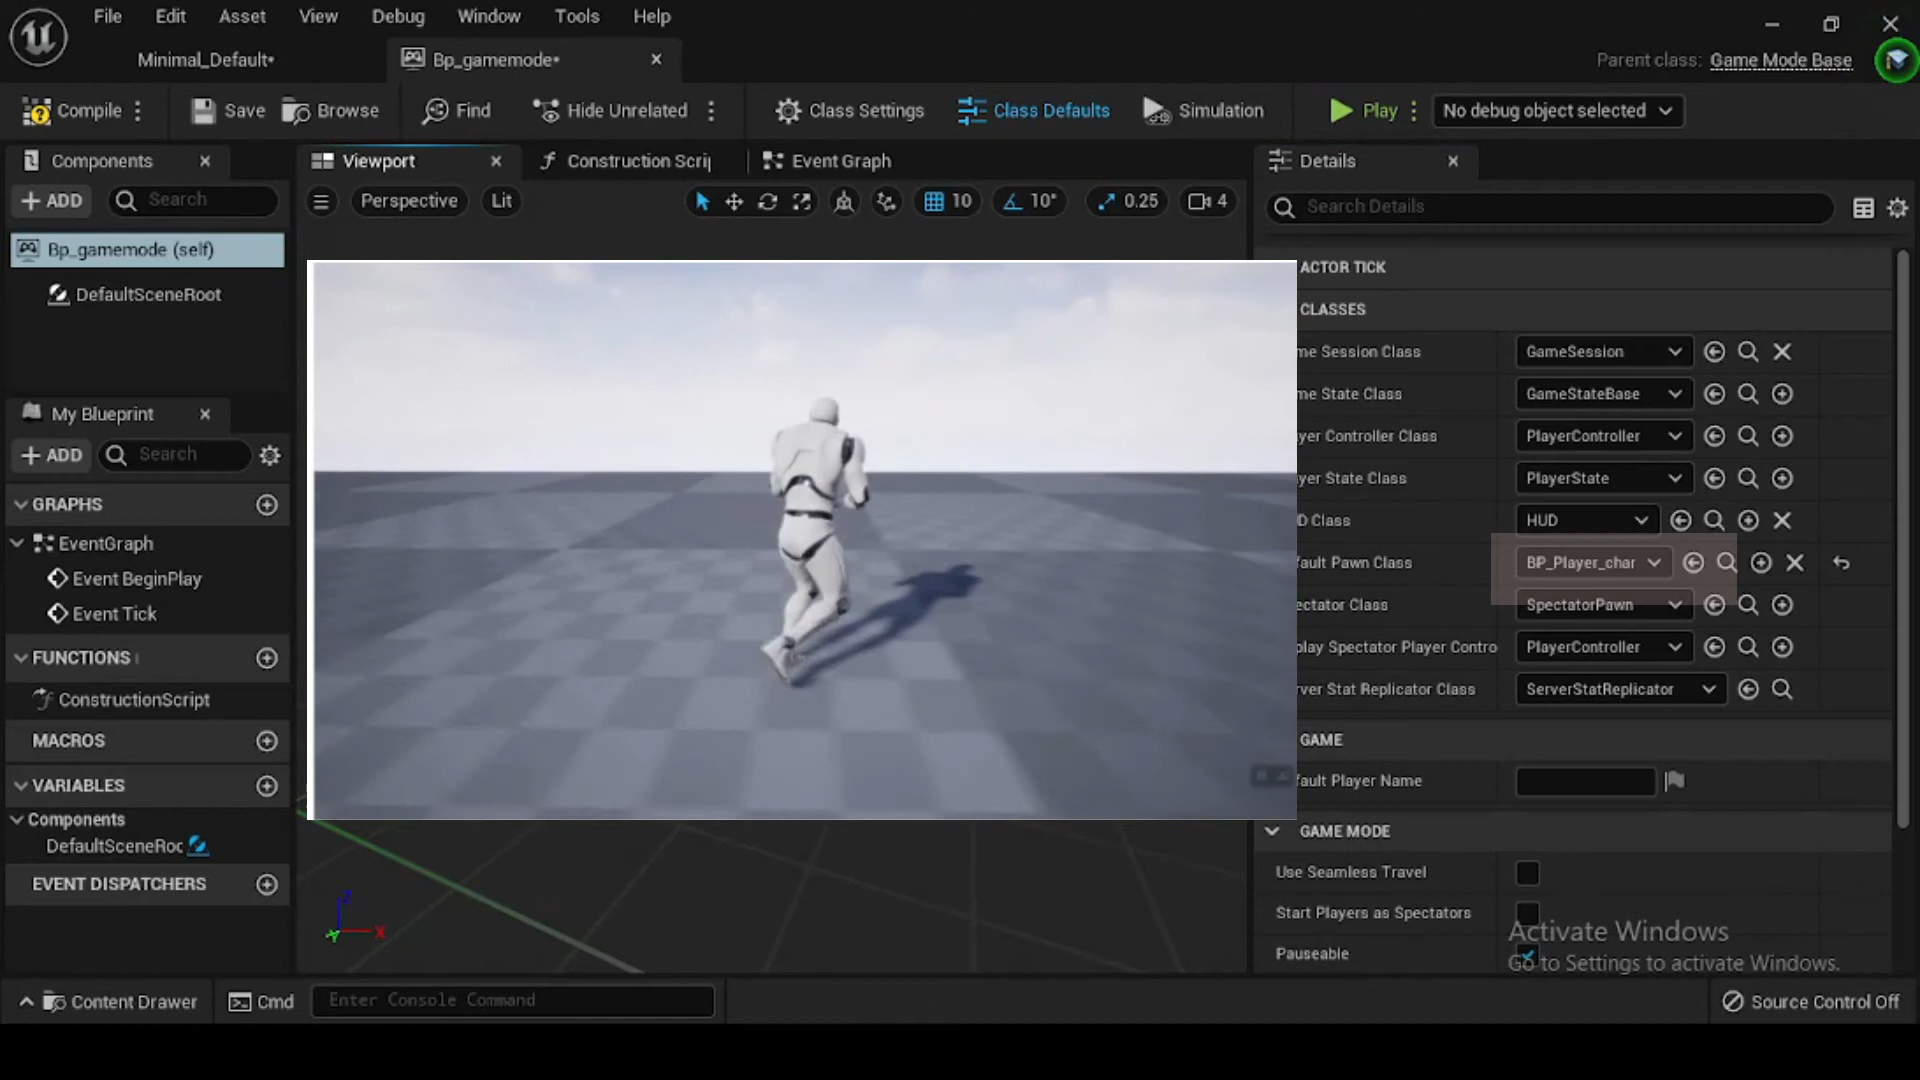 File Edit Asset View Debug Window Tools Help
Minimal_Default•
Bp_gamemode•
Parent class: Game Mode Base
Compile
Save
Browse
Find
Hide Unrelated
Class Settings
Class Defaults
Simulation
Play
No debug object selected
Components
Viewport
Construction Scrip
Event Graph
Details
ADD
Search
Perspective
Lit
10
10°
0.25
4
Search Details
Bp_gamemode (self)
DefaultSceneRoot
My Blueprint
ADD
Search
GRAPHS
EventGraph
Event BeginPlay
Event Tick
FUNCTIONS
ConstructionScript
MACROS
VARIABLES
Components
DefaultSceneRoo
EVENT DISPATCHERS
Z
X
Y
ACTOR TICK
CLASSES
me Session Class GameSession
me State Class GameStateBase
yer Controller Class PlayerController
yer State Class PlayerState
D Class HUD
fault Pawn Class BP_Player_char
ectator Class SpectatorPawn
play Spectator Player Contro PlayerController
rver Stat Replicator Class ServerStatReplicator
GAME
fault Player Name
GAME MODE
Use Seamless Travel
Start Players as Spectators
Pauseable
Activate Windows
Go to Settings to activate Windows.
Content Drawer
Cmd
Enter Console Command
Source Control Off